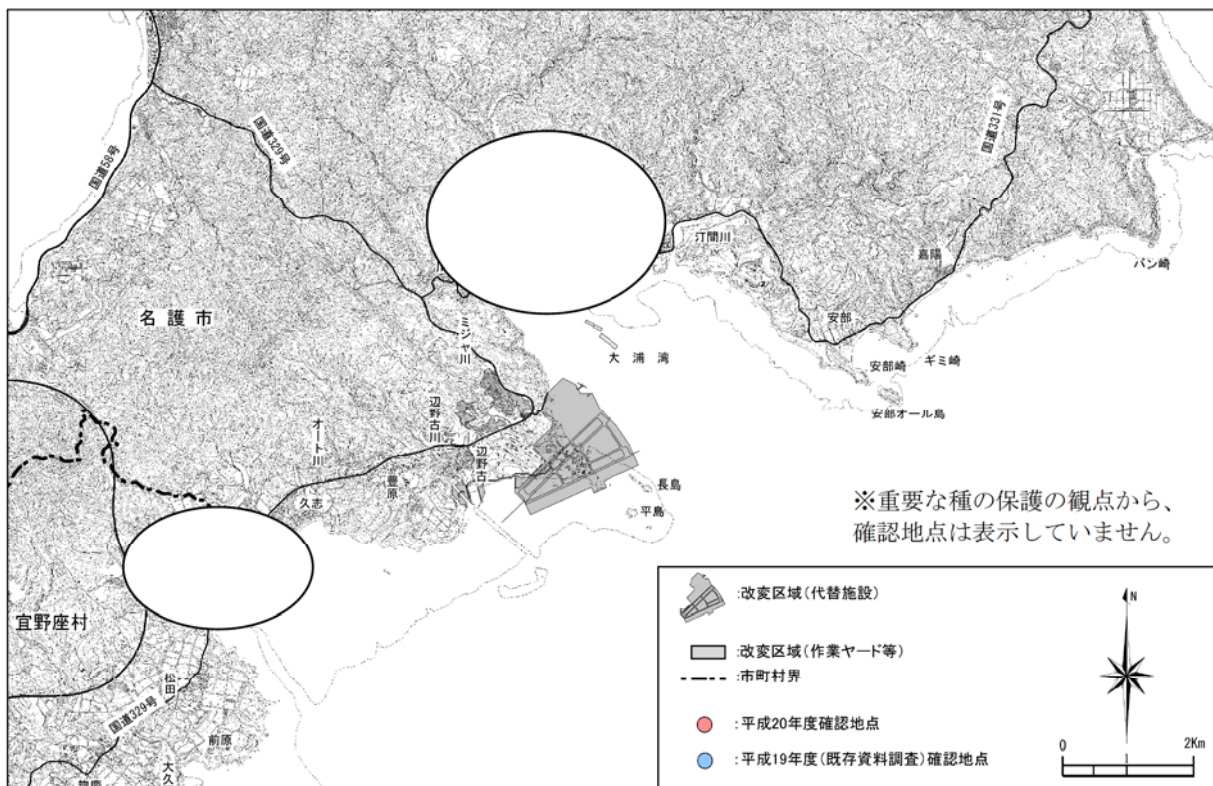 国道58号
国道329号
国道331号
汀間川
嘉陽
バン崎
名護市
ミジャ川
大浦湾
安部
安部崎
ギミ崎
安部オール島
辺野古川
オート川
辺野古
豊原
久志
長島
平島
※重要な種の保護の観点から、
確認地点は表示していません。
宜野座村
松田
国道329号
前原
大久
:改変区域(代替施設)
:改変区域(作業ヤード等)
:市町村界
:平成20年度確認地点
:平成19年度(既存資料調査)確認地点
N
0
1
2Km